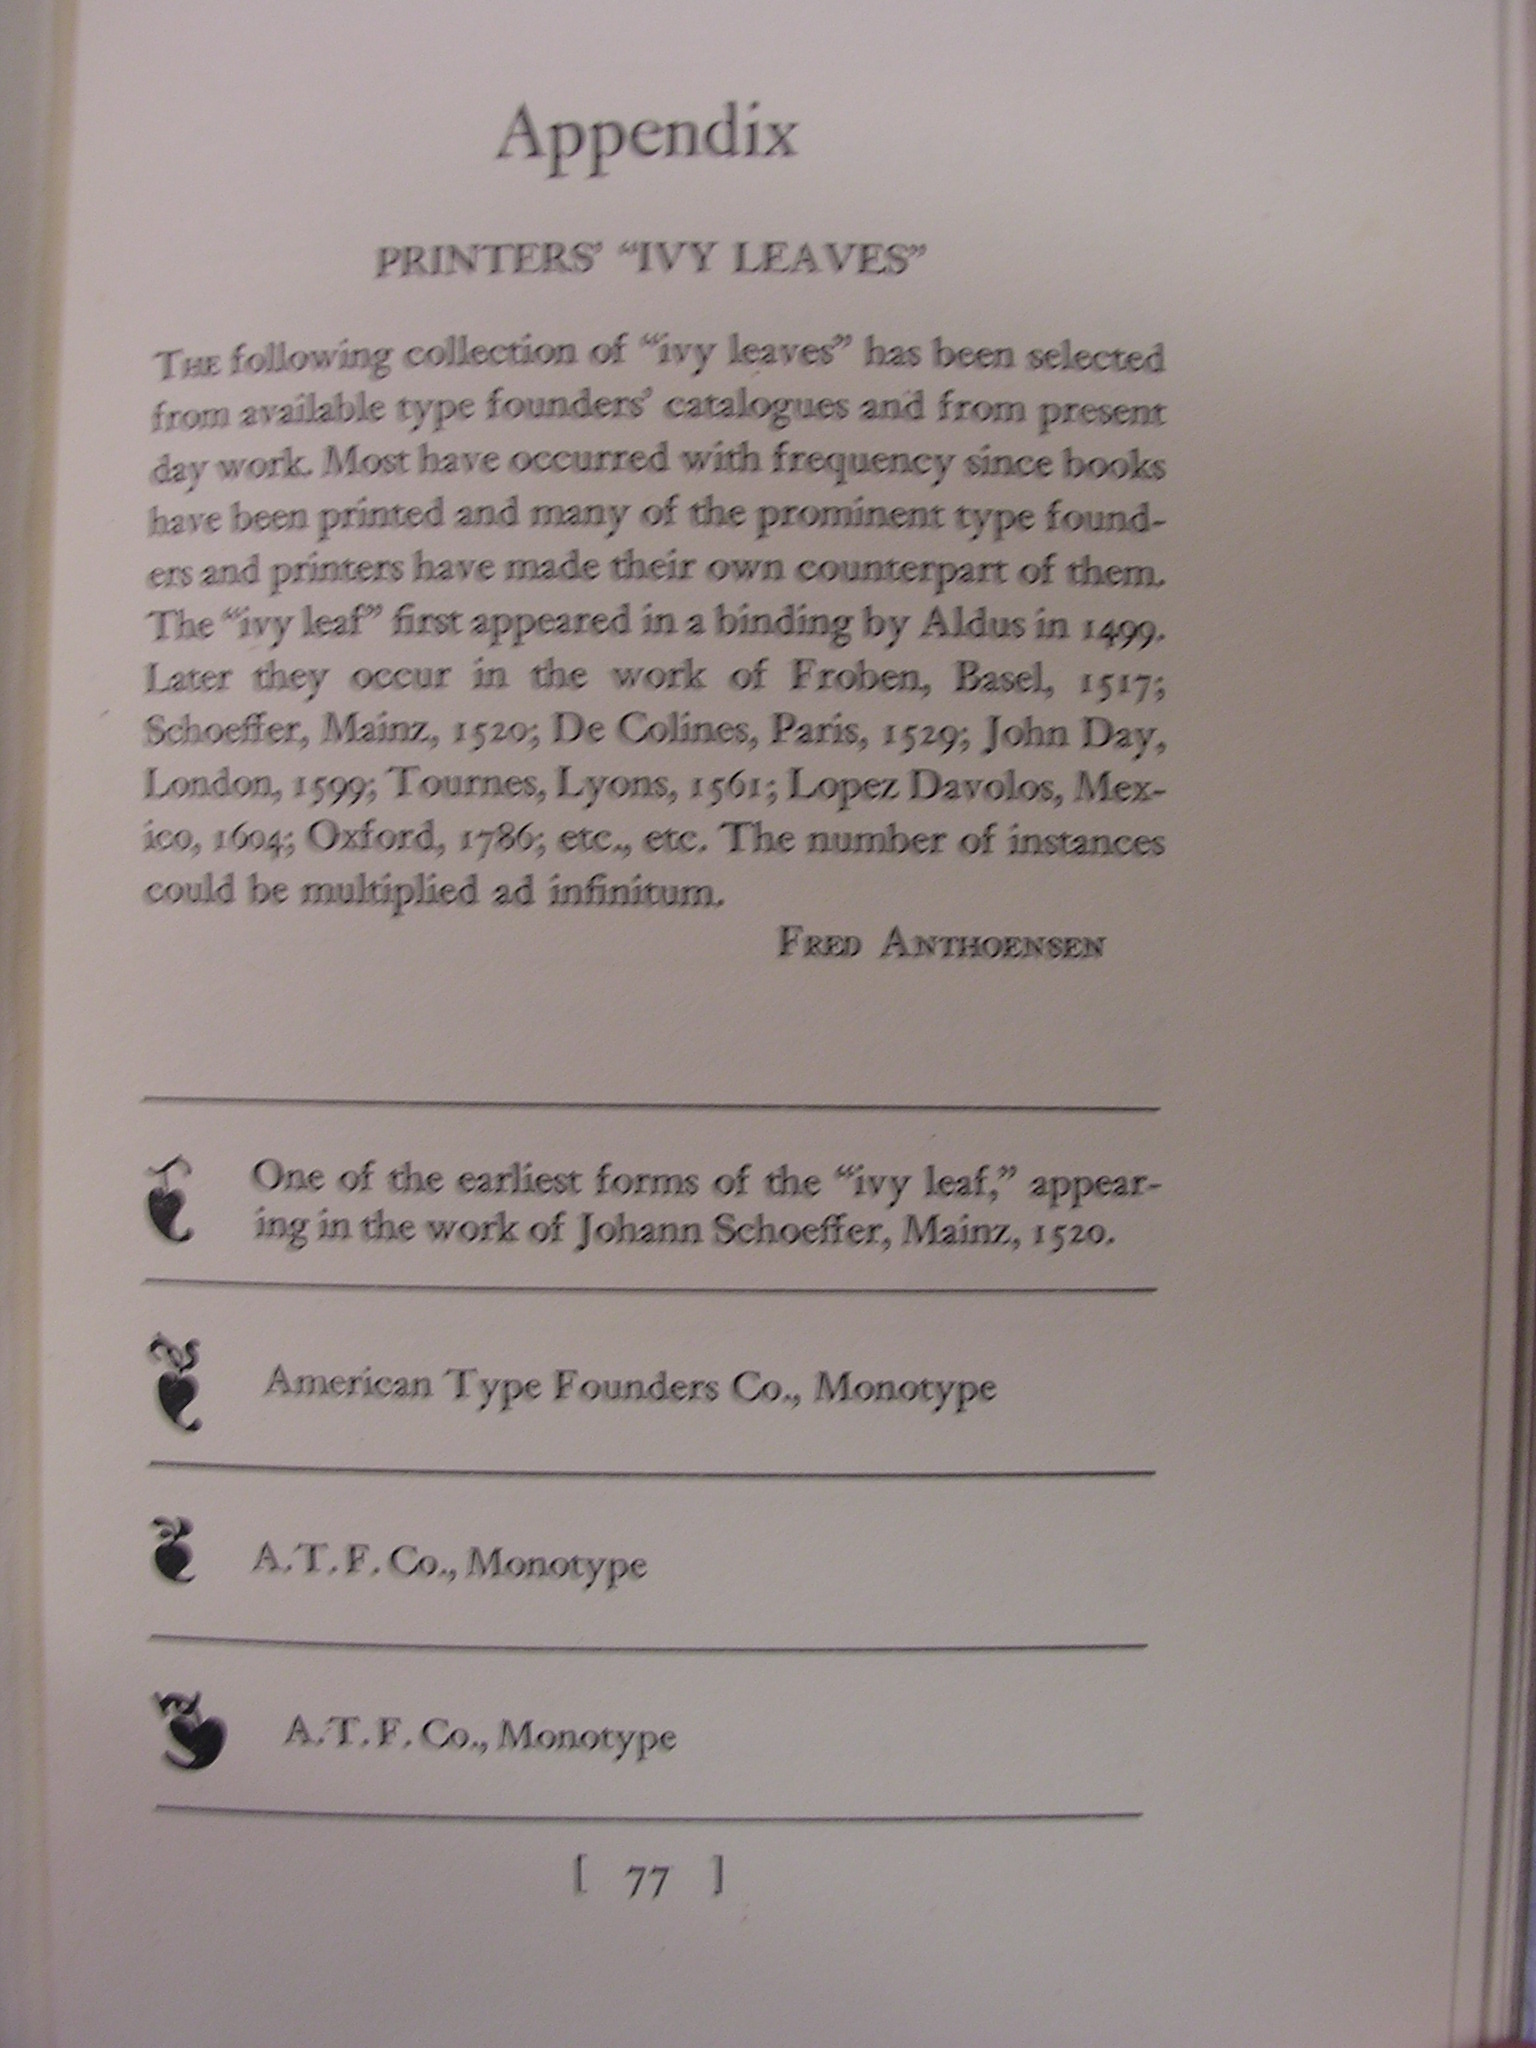 Appendix
PRINTERS' “IVY LEAVES”
THE following collection of “ivy leaves” has been selected
from available type founders' catalogues and from present
day work. Most have occurred with frequency since books
have been printed and many of the prominent type found-
ers and printers have made their own counterpart of them.
The “ivy leaf” first appeared in a binding by Aldus in 1499.
Later they occur in the work of Froben, Basel, 1517;
Schoeffer, Mainz, 1520; De Colines, Paris, 1529; John Day,
London, 1599; Tournes, Lyons, 1561; Lopez Davolos, Mex-
ico, 1604; Oxford, 1786; etc., etc. The number of instances
could be multiplied ad infinitum.
FRED ANTHOENSEN
One of the earliest forms of the “ivy leaf,” appear-
ing in the work of Johann Schoeffer, Mainz, 1520.
American Type Founders Co., Monotype
A.T.F. Co., Monotype
A.T.F. Co., Monotype
[ 77 ]